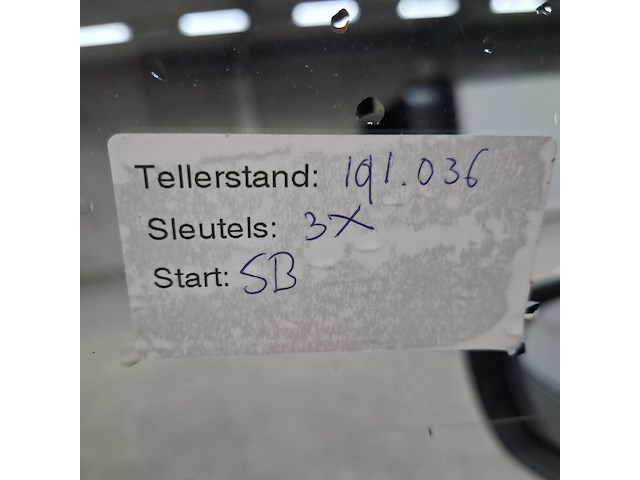 Tellerstand: 191.036
Sleutels: 3X
Start: SB